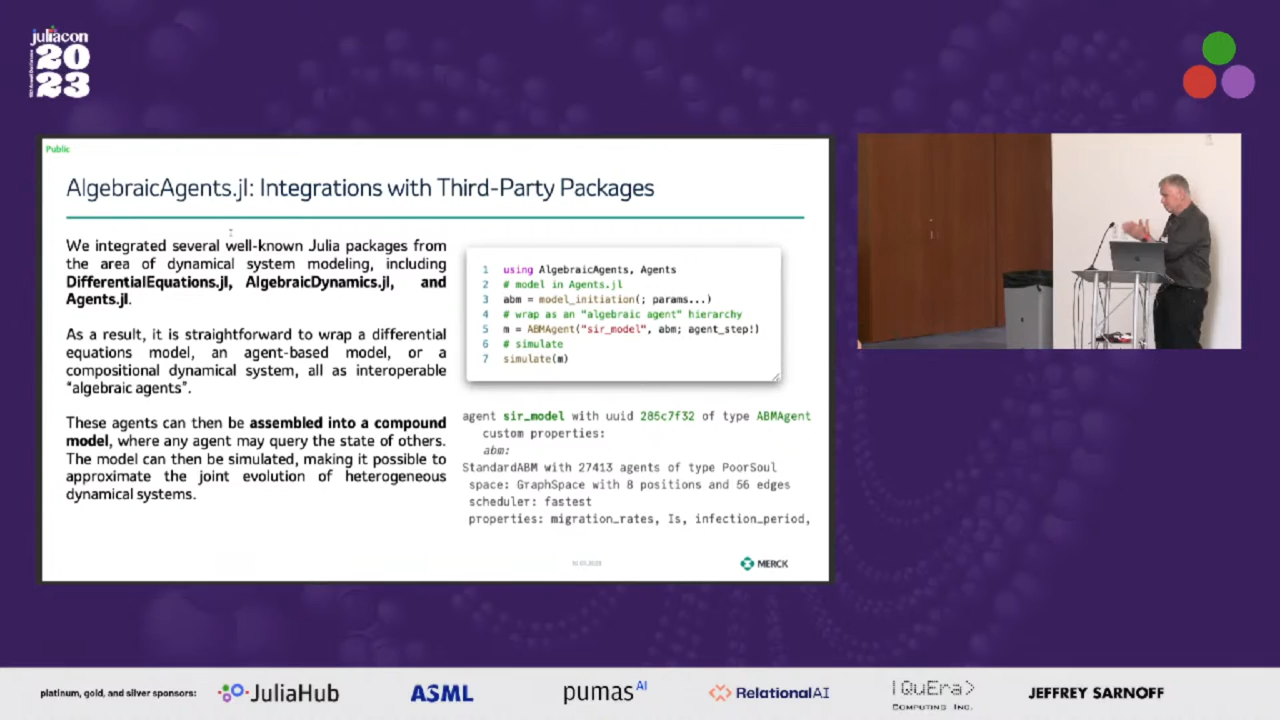 juliacon
20
23
Public
AlgebraicAgents.jl: Integrations with Third-Party Packages
We integrated several well-known Julia packages from
the area of dynamical system modeling, including
DifferentialEquations.jl, AlgebraicDynamics.jl, and
Agents.jl.
As a result, it is straightforward to wrap a differential
equations model, an agent-based model, or a
compositional dynamical system, all as interoperable
"algebraic agents".
These agents can then be assembled into a compound
model, where any agent may query the state of others.
The model can then be simulated, making it possible to
approximate the joint evolution of heterogeneous
dynamical systems.
1 using AlgebraicAgents, Agents
2 # model in Agents.jl
3 abm = model_initiation(; params...)
4 # wrap as an "algebraic agent" hierarchy
5 m = ABMAgent("sir_model", abm; agent_step!)
6 # simulate
7 simulate(m)
agent sir_model with uuid 285c7f32 of type ABMAgent
custom properties:
abm:
StandardABM with 27413 agents of type PoorSoul
space: GraphSpace with 8 positions and 56 edges
scheduler: fastest
properties: migration_rates, Is, infection_period,
MERCK
platinum, gold, and silver sponsors:
JuliaHub
ASML
pumas AI
RelationalAI
QuEra>
COMPUTING INC.
JEFFREY SARNOFF